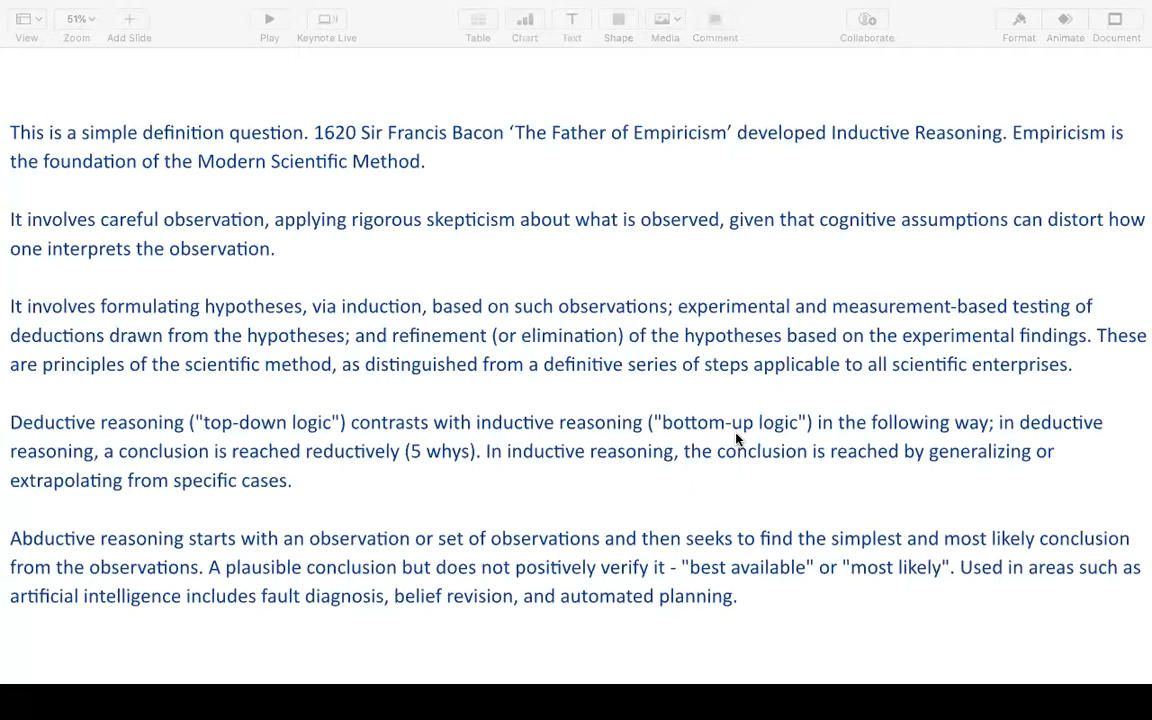 51%
View Zoom Add Slide Play Keynote Live Table Chart Text Shape Media Comment Collaborate Format Animate Document
This is a simple definition question. 1620 Sir Francis Bacon ‘The Father of Empiricism’ developed Inductive Reasoning. Empiricism is
the foundation of the Modern Scientific Method.
It involves careful observation, applying rigorous skepticism about what is observed, given that cognitive assumptions can distort how
one interprets the observation.
It involves formulating hypotheses, via induction, based on such observations; experimental and measurement-based testing of
deductions drawn from the hypotheses; and refinement (or elimination) of the hypotheses based on the experimental findings. These
are principles of the scientific method, as distinguished from a definitive series of steps applicable to all scientific enterprises.
Deductive reasoning ("top-down logic") contrasts with inductive reasoning ("bottom-up logic") in the following way; in deductive
reasoning, a conclusion is reached reductively (5 whys). In inductive reasoning, the conclusion is reached by generalizing or
extrapolating from specific cases.
Abductive reasoning starts with an observation or set of observations and then seeks to find the simplest and most likely conclusion
from the observations. A plausible conclusion but does not positively verify it - "best available" or "most likely". Used in areas such as
artificial intelligence includes fault diagnosis, belief revision, and automated planning.